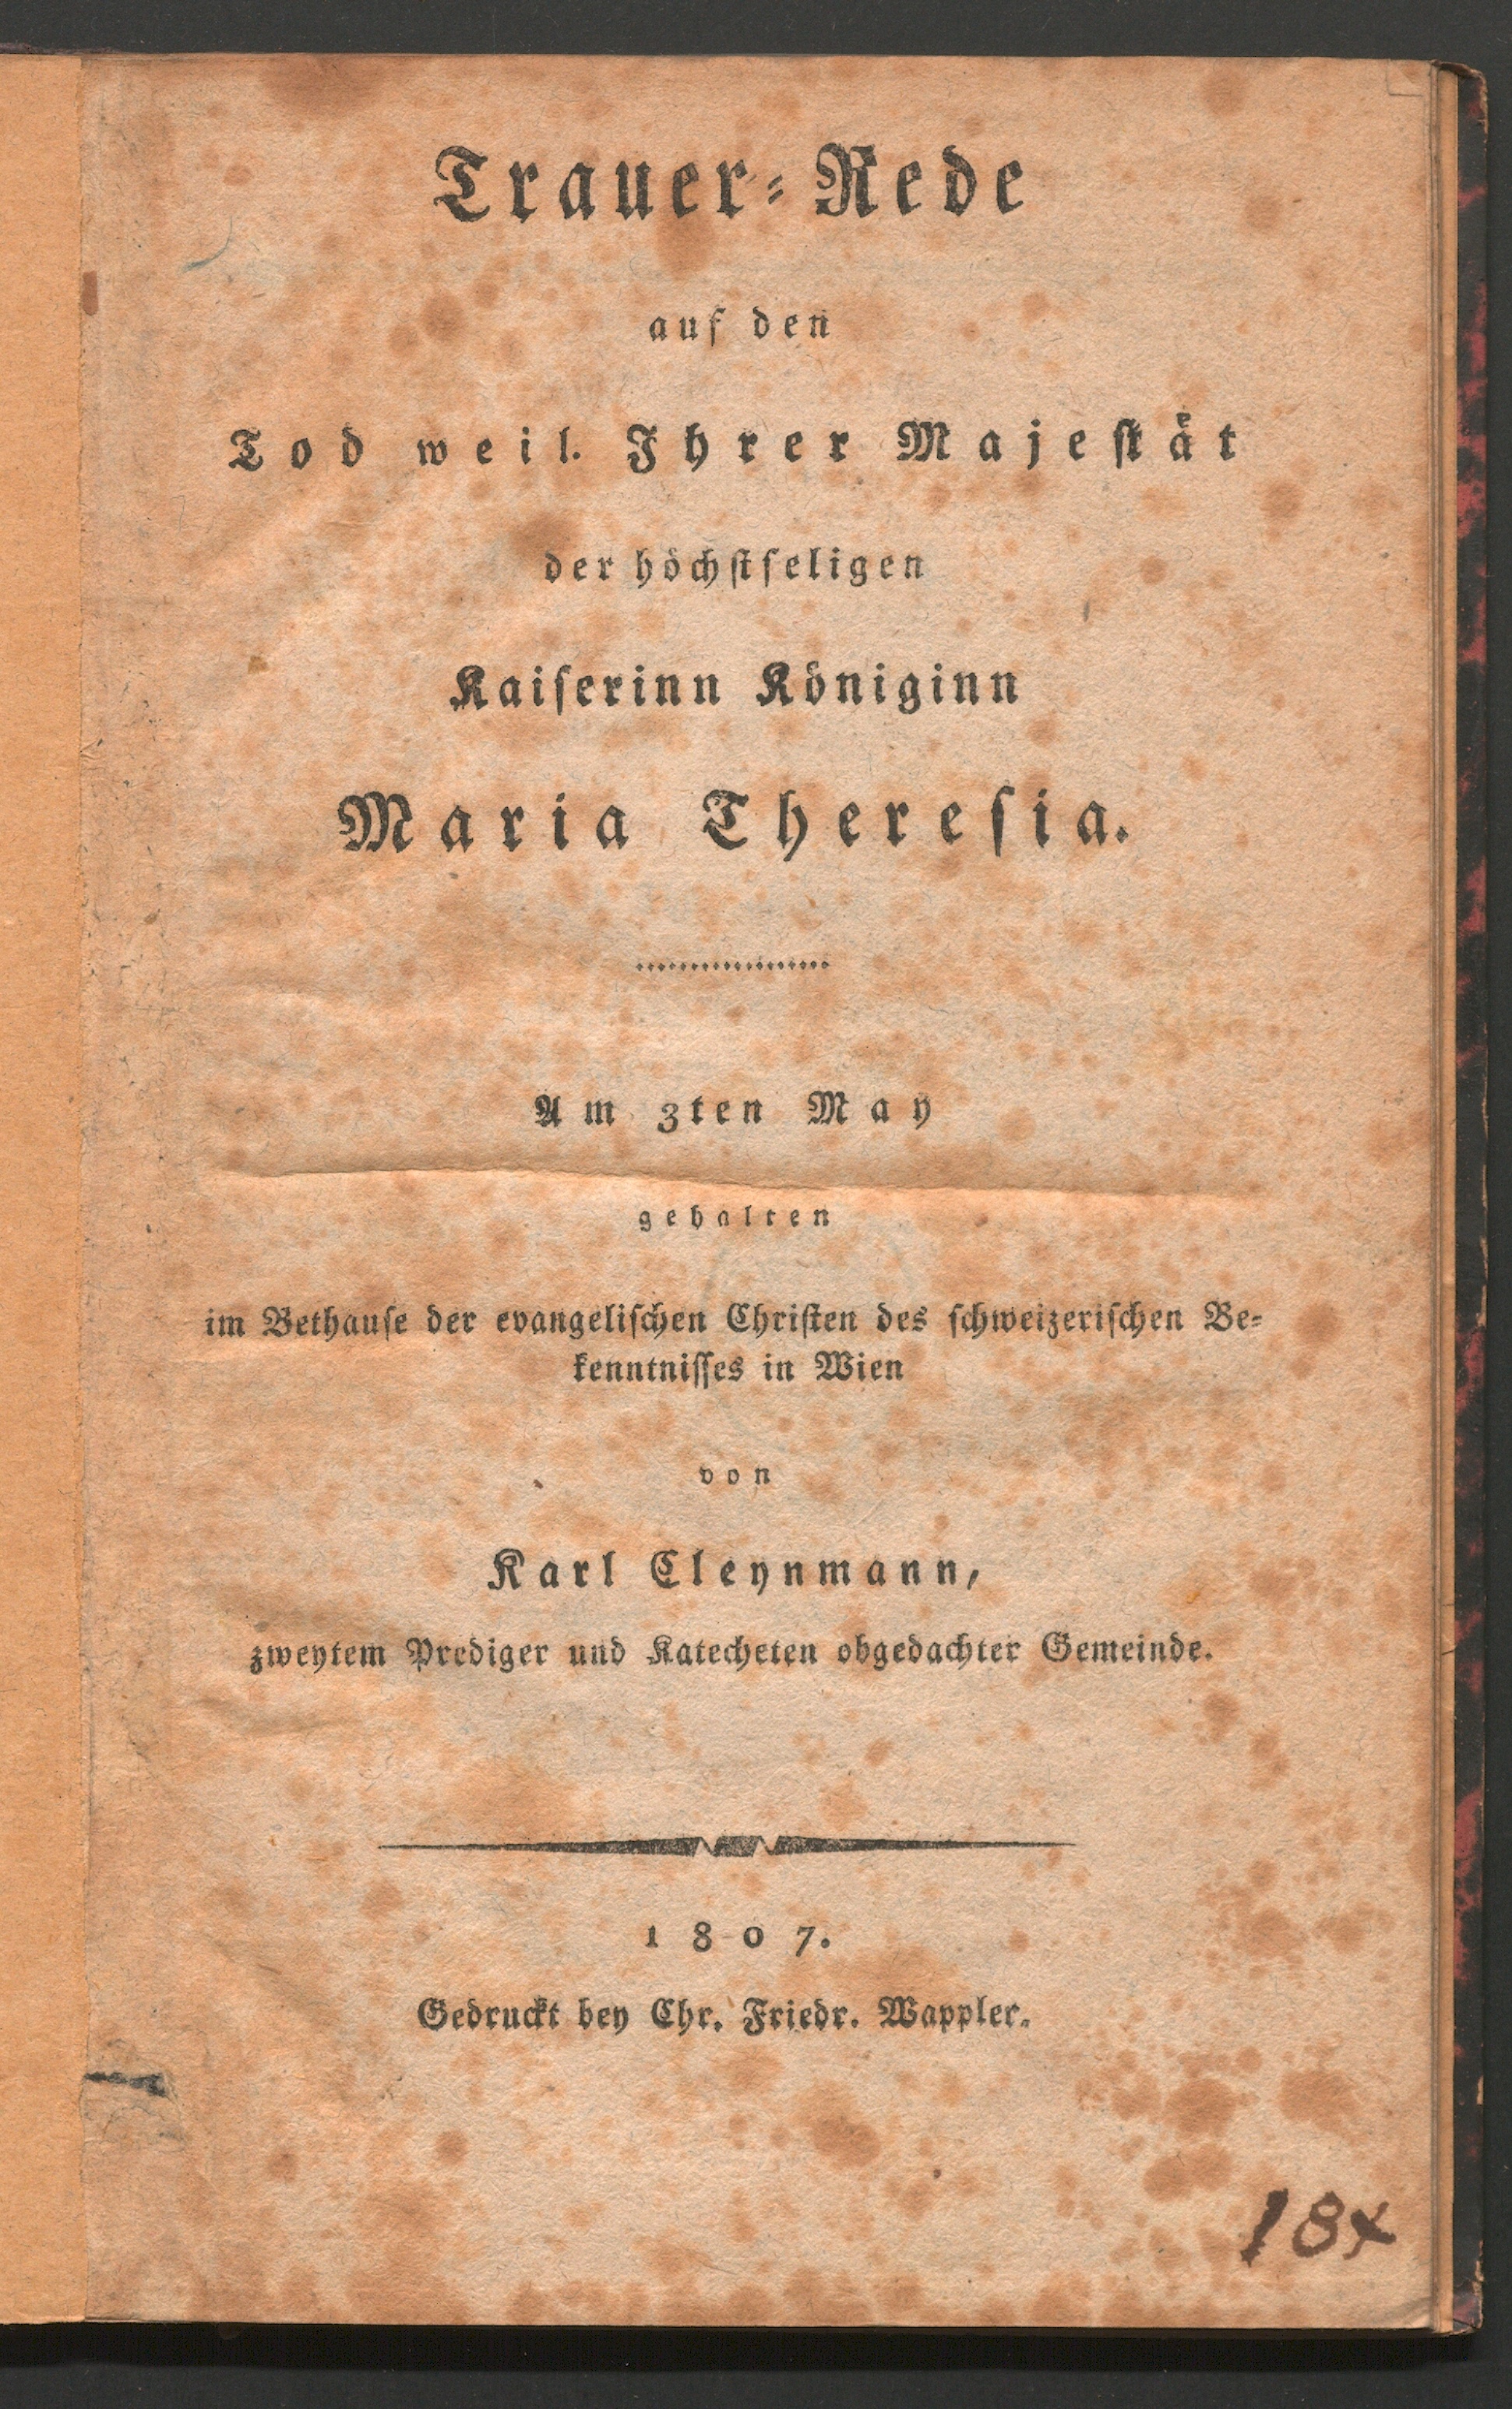 Trauer-Rede
auf den
Tod weil. Ihrer Majeſtät
der höchſtſeligen
Kaiſerinn Königinn
Maria Thereſia.
Am 3ten May
gehalten
im Bethauſe der evangeliſchen Chriſten des ſchweizeriſchen Be-
kenntniſſes in Wien
von
Karl Cleynmann,
zweytem Prediger und Katecheten obgedachter Gemeinde.
1807.
Gedruckt bey Chr. Friedr. Wappler.
18x